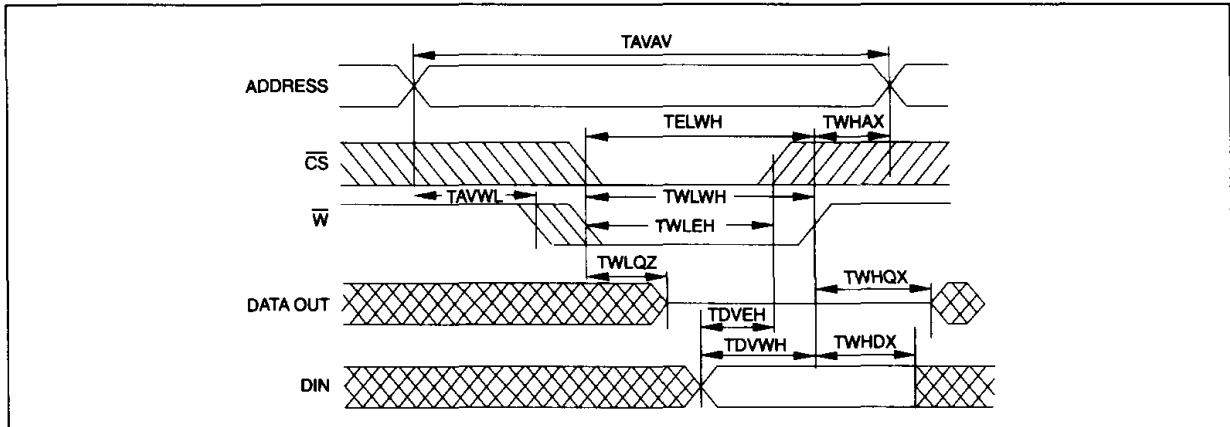 TAVAV
ADDRESS
TELWH
TWHAX
CS
TAVWL
TWLWH
W
TWLEH
TWLQZ
TWHQX
DATA OUT
TDVEH
TDVWH
TWHDX
DIN